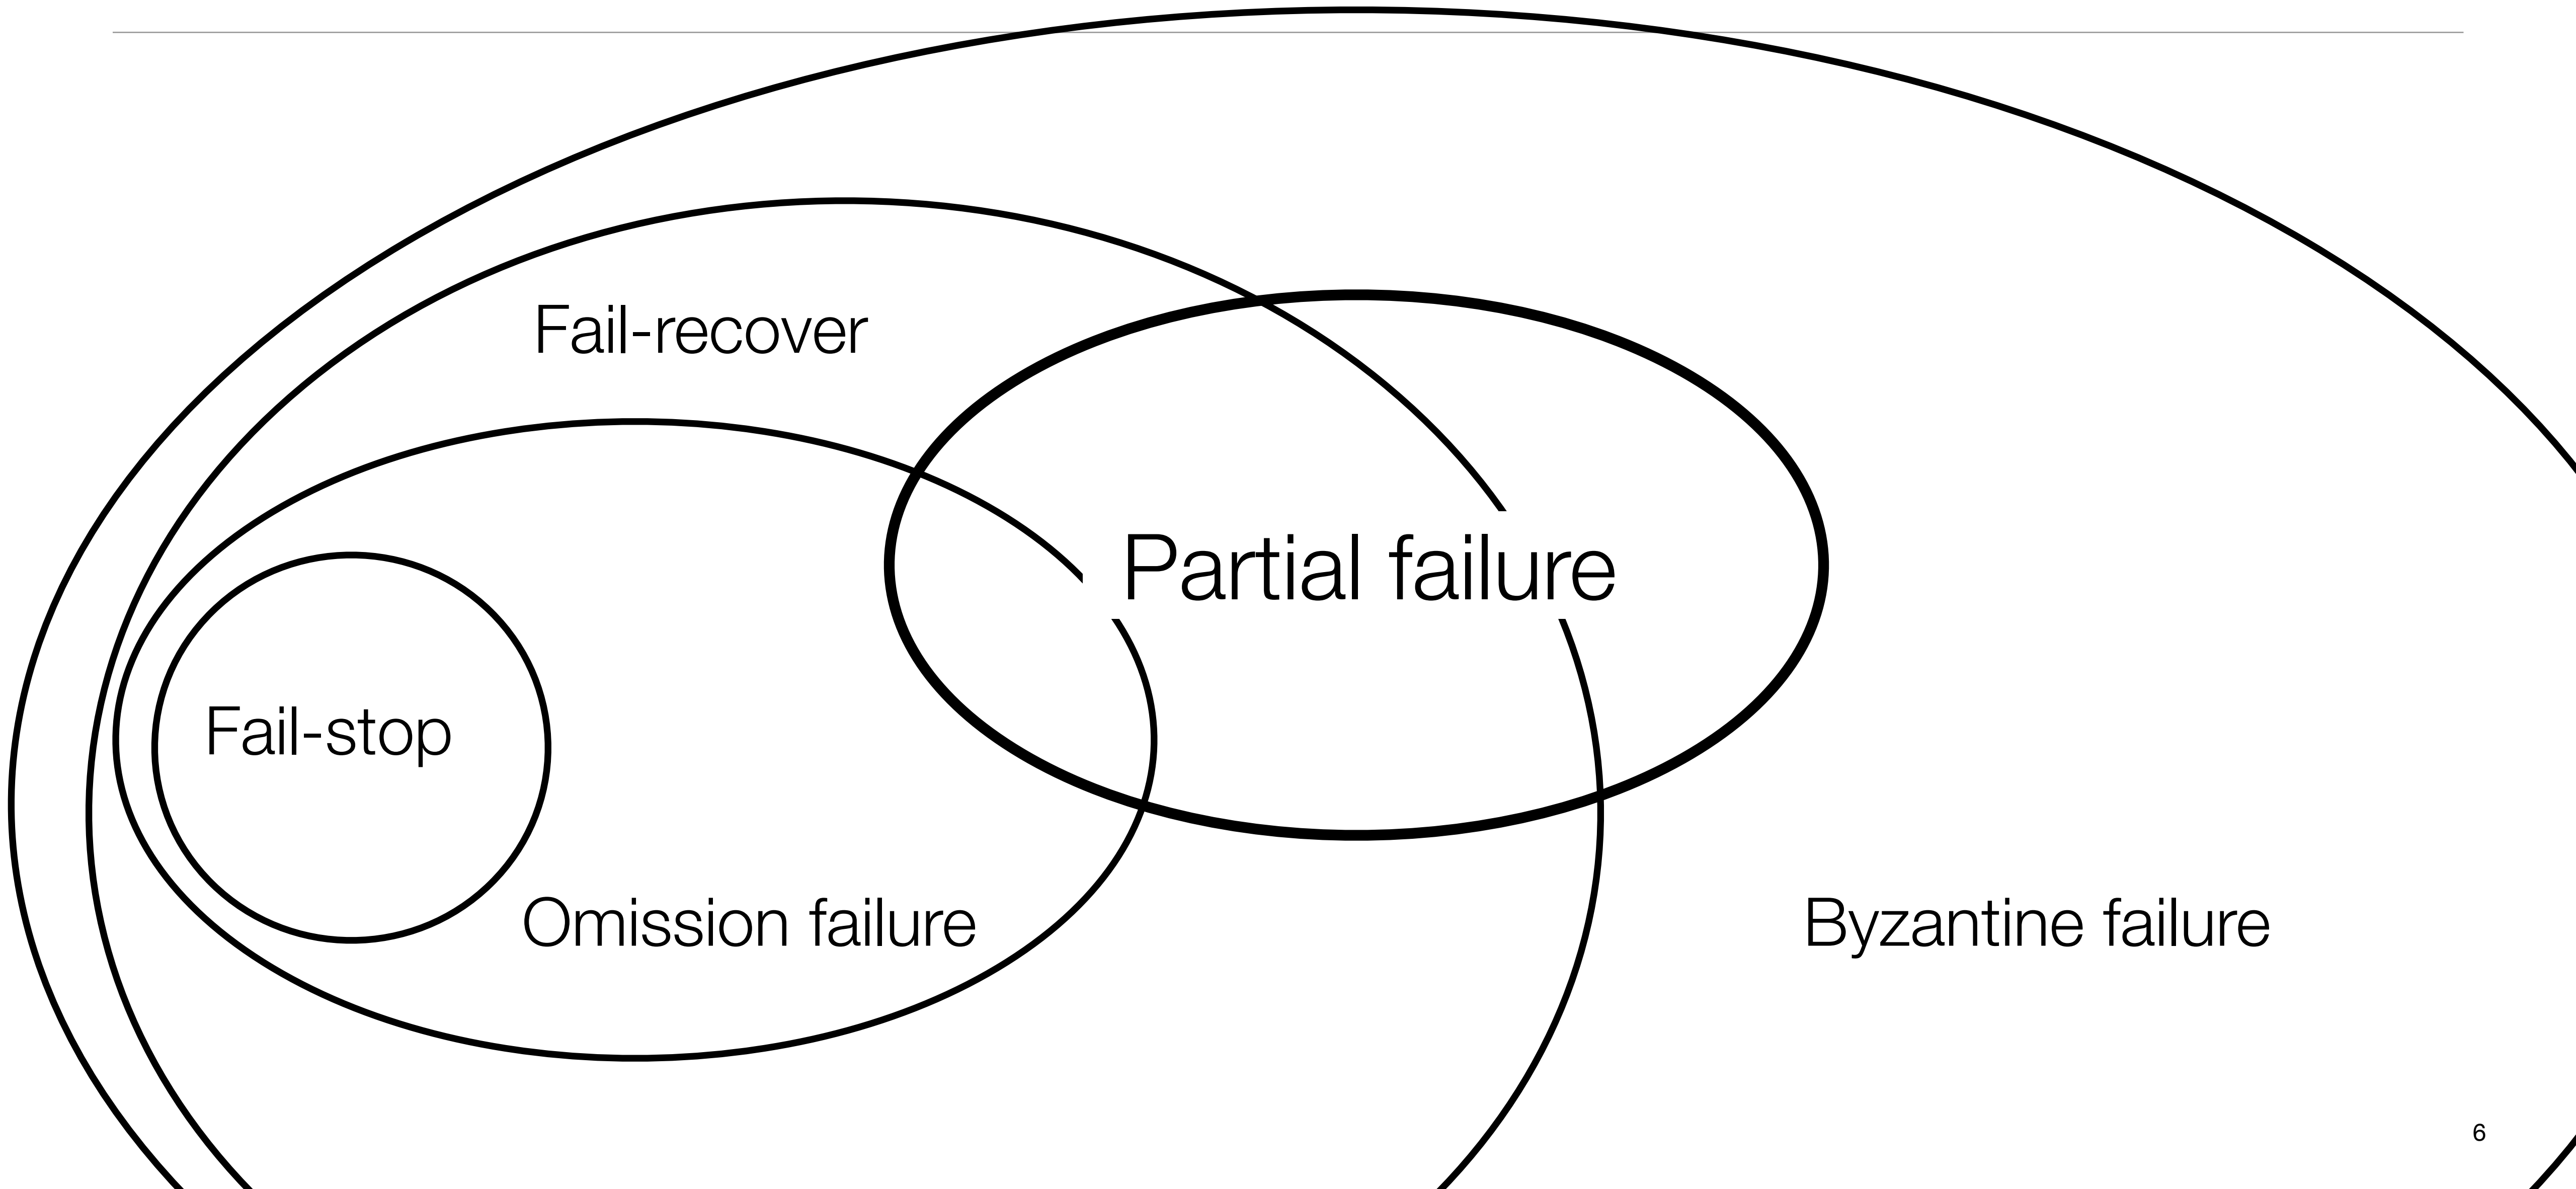 Fail-recover
Partial failure
Fail-stop
Omission failure
Byzantine failure
6